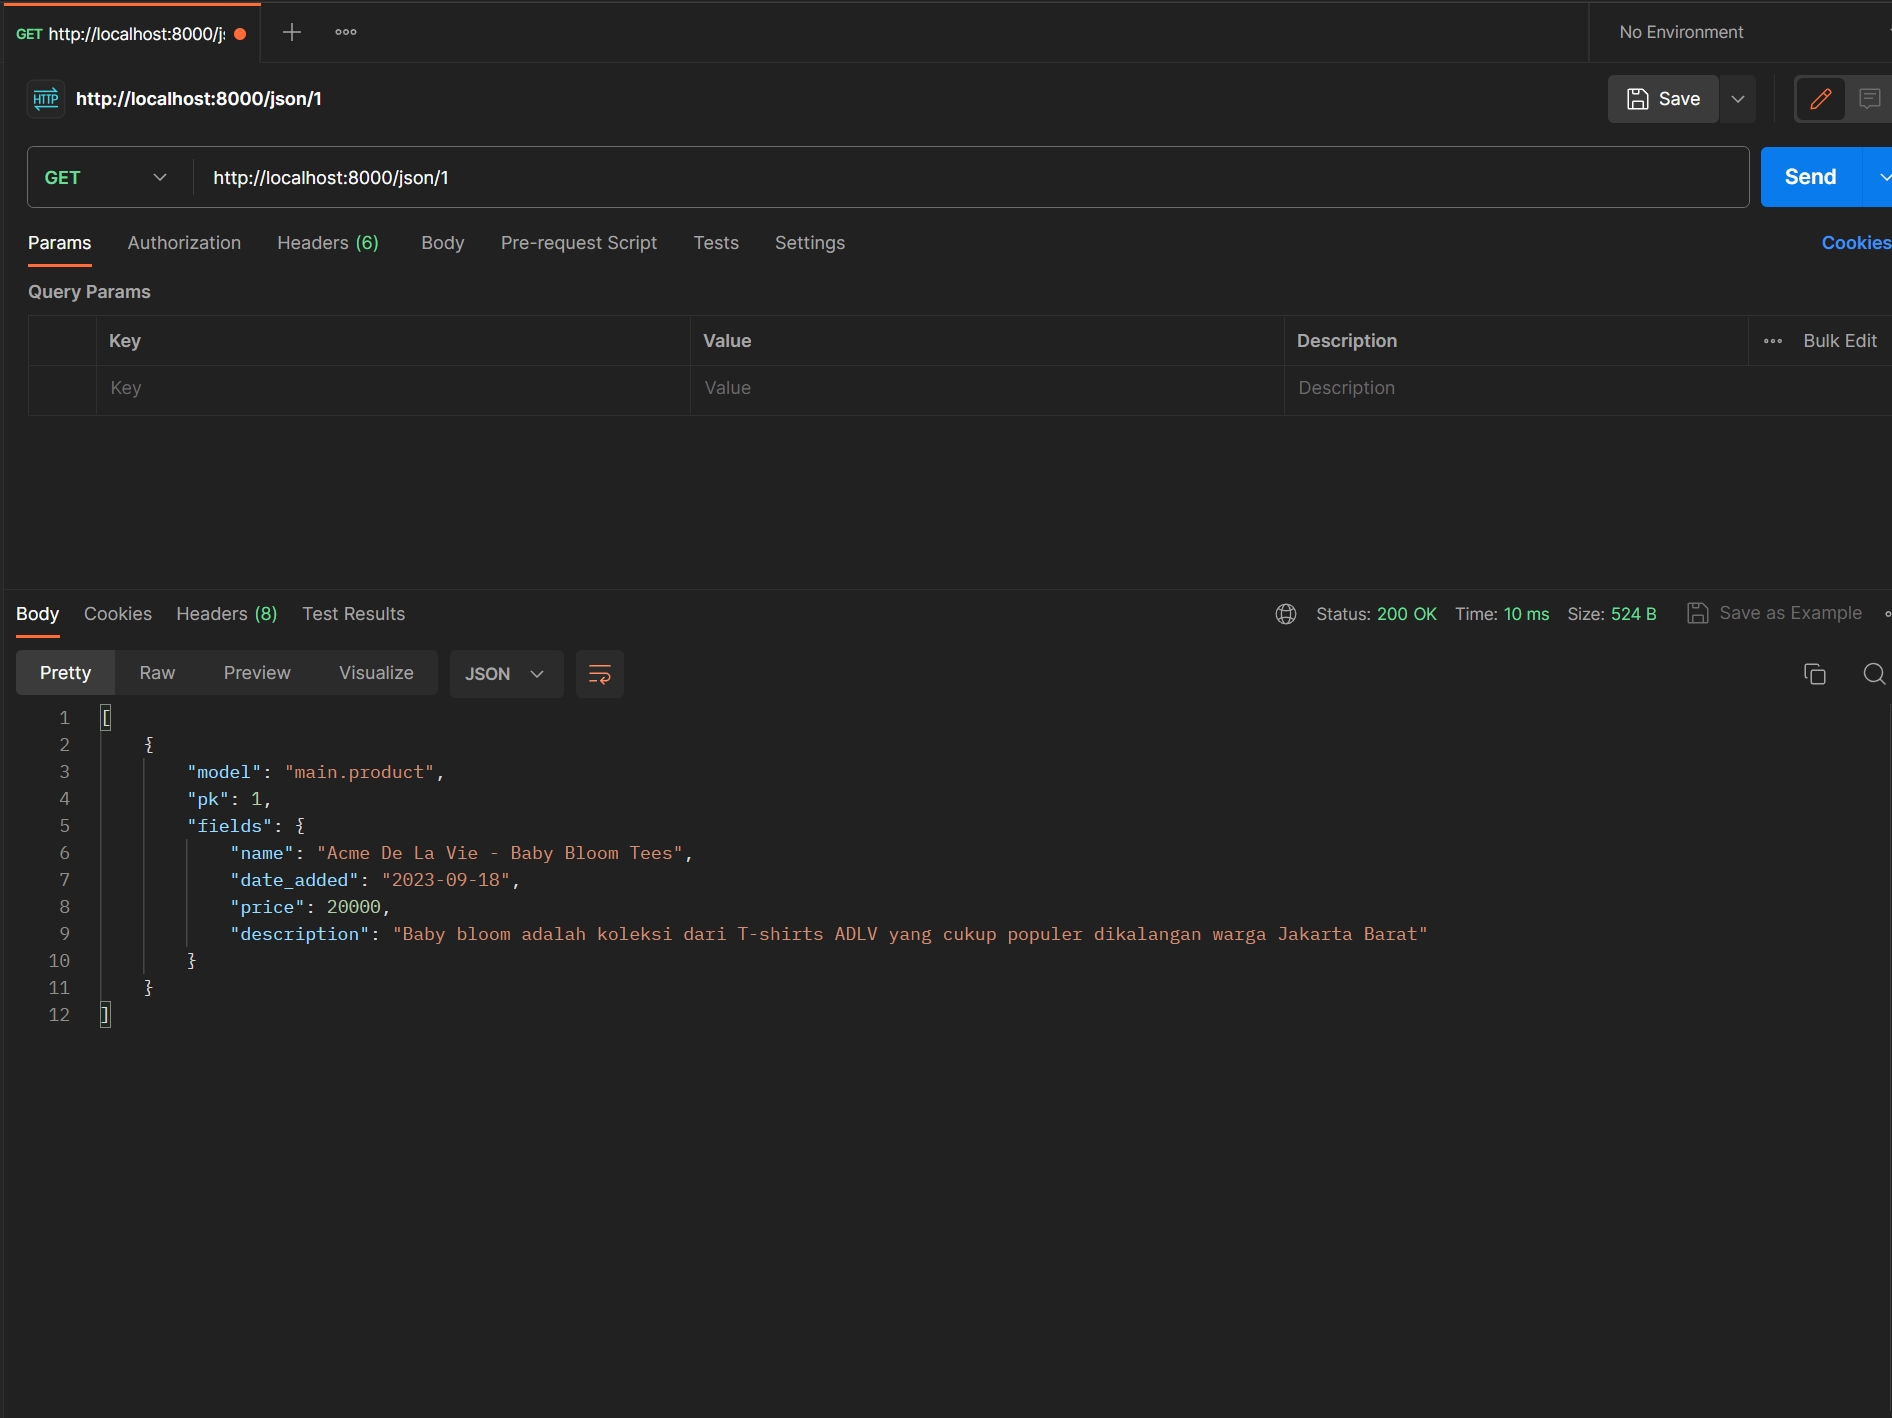 GET http://localhost:8000/js
No Environment
HTTP http://localhost:8000/json/1
Save
GET http://localhost:8000/json/1
Send
Params Authorization Headers (6) Body Pre-request Script Tests Settings
Cookies
Query Params
Key Value Description Bulk Edit
Key Value Description
Body Cookies Headers (8) Test Results
Status: 200 OK Time: 10 ms Size: 524 B Save as Example
Pretty Raw Preview Visualize JSON
1 [
2 {
3 "model": "main.product",
4 "pk": 1,
5 "fields": {
6 "name": "Acme De La Vie - Baby Bloom Tees",
7 "date_added": "2023-09-18",
8 "price": 20000,
9 "description": "Baby bloom adalah koleksi dari T-shirts ADLV yang cukup populer dikalangan warga Jakarta Barat"
10 }
11 }
12 ]